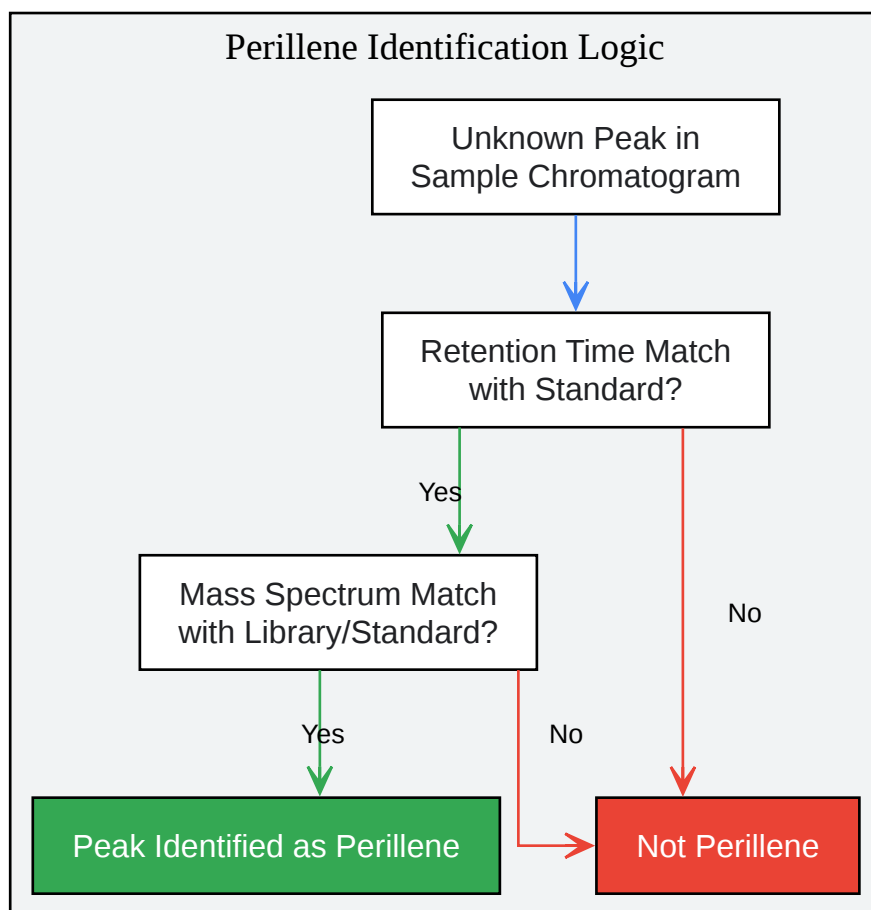 Perillene Identification Logic
Unknown Peak in
Sample Chromatogram
Retention Time Match
with Standard?
Yes
Mass Spectrum Match
with Library/Standard?
No
Yes
No
Peak Identified as Perillene
Not Perillene